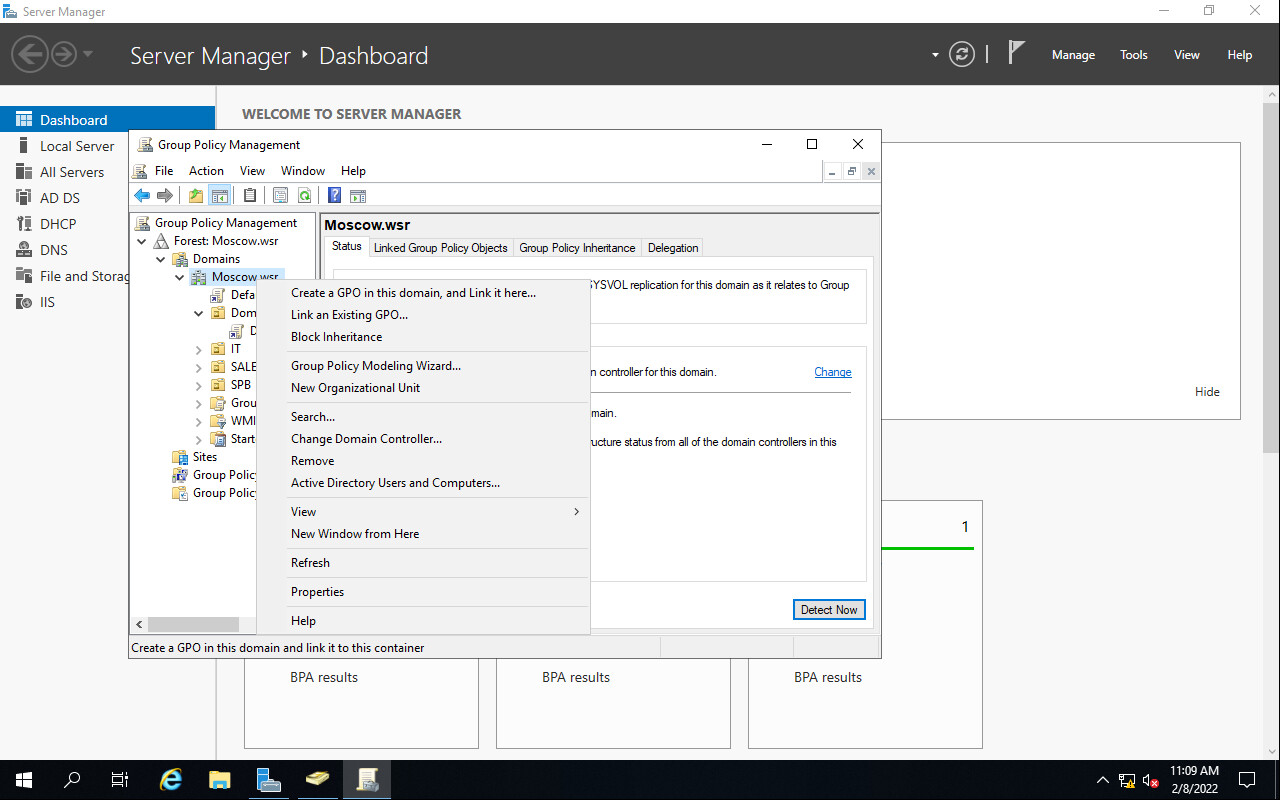 Server Manager
Server Manager • Dashboard
Manage
Tools
View
Help
Dashboard
Local Server
All Servers
AD DS
DHCP
DNS
File and Storag
IIS
WELCOME TO SERVER MANAGER
Group Policy Management
File
Action
View
Window
Help
Group Policy Management
Forest: Moscow.wsr
Domains
Moscow.wsr
Defa
Dom
D
IT
SALE
SPB
Grou
WMI
Start
Sites
Group Polic
Group Polic
Moscow.wsr
Status
Linked Group Policy Objects
Group Policy Inheritance
Delegation
SYSVOL replication for this domain as it relates to Group
n controller for this domain.
Change
main.
ructure status from all of the domain controllers in this
Detect Now
Create a GPO in this domain, and Link it here...
Link an Existing GPO...
Block Inheritance
Group Policy Modeling Wizard...
New Organizational Unit
Search...
Change Domain Controller...
Remove
Active Directory Users and Computers...
View
New Window from Here
Refresh
Properties
Help
Create a GPO in this domain and link it to this container
Hide
1
BPA results
BPA results
BPA results
11:09 AM
2/8/2022